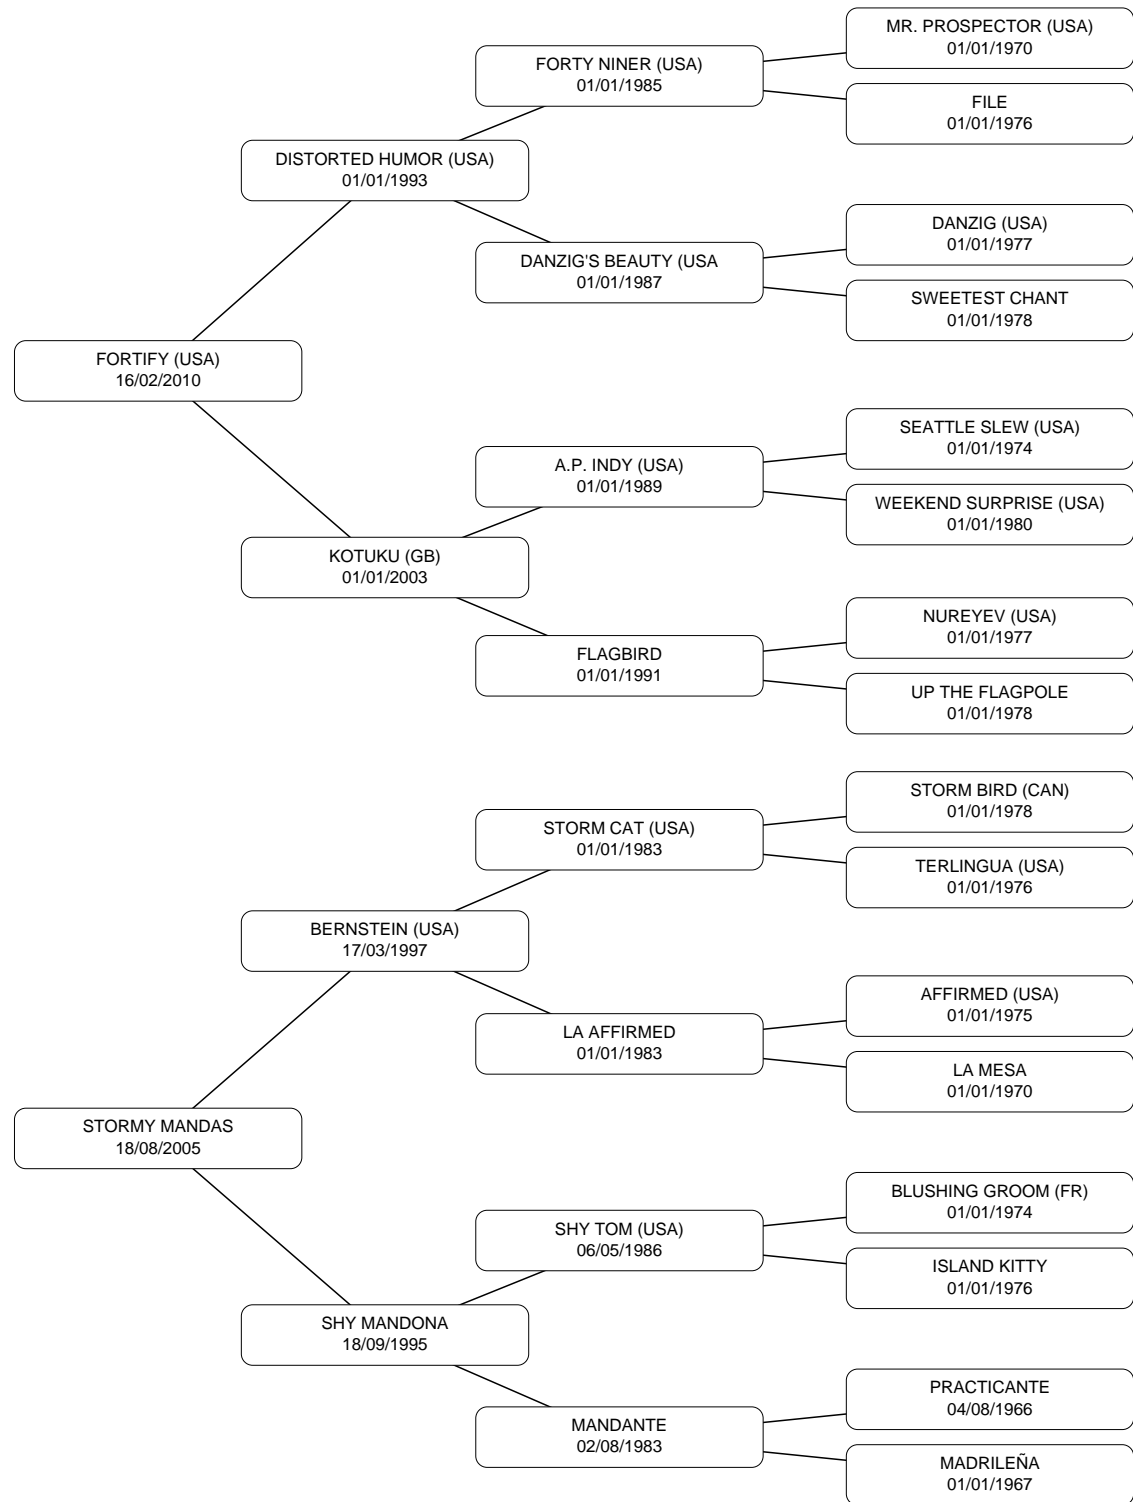 MR. PROSPECTOR (USA)
01/01/1970
FORTY NINER (USA)
01/01/1985
FILE
01/01/1976
DISTORTED HUMOR (USA)
01/01/1993
DANZIG (USA)
01/01/1977
DANZIG'S BEAUTY (USA
01/01/1987
SWEETEST CHANT
01/01/1978
FORTIFY (USA)
16/02/2010
SEATTLE SLEW (USA)
01/01/1974
A.P. INDY (USA)
01/01/1989
WEEKEND SURPRISE (USA)
01/01/1980
KOTUKU (GB)
01/01/2003
NUREYEV (USA)
01/01/1977
FLAGBIRD
01/01/1991
UP THE FLAGPOLE
01/01/1978
STORM BIRD (CAN)
01/01/1978
STORM CAT (USA)
01/01/1983
TERLINGUA (USA)
01/01/1976
BERNSTEIN (USA)
17/03/1997
AFFIRMED (USA)
01/01/1975
LA AFFIRMED
01/01/1983
LA MESA
01/01/1970
STORMY MANDAS
18/08/2005
BLUSHING GROOM (FR)
01/01/1974
SHY TOM (USA)
06/05/1986
ISLAND KITTY
01/01/1976
SHY MANDONA
18/09/1995
PRACTICANTE
04/08/1966
MANDANTE
02/08/1983
MADRILEÑA
01/01/1967